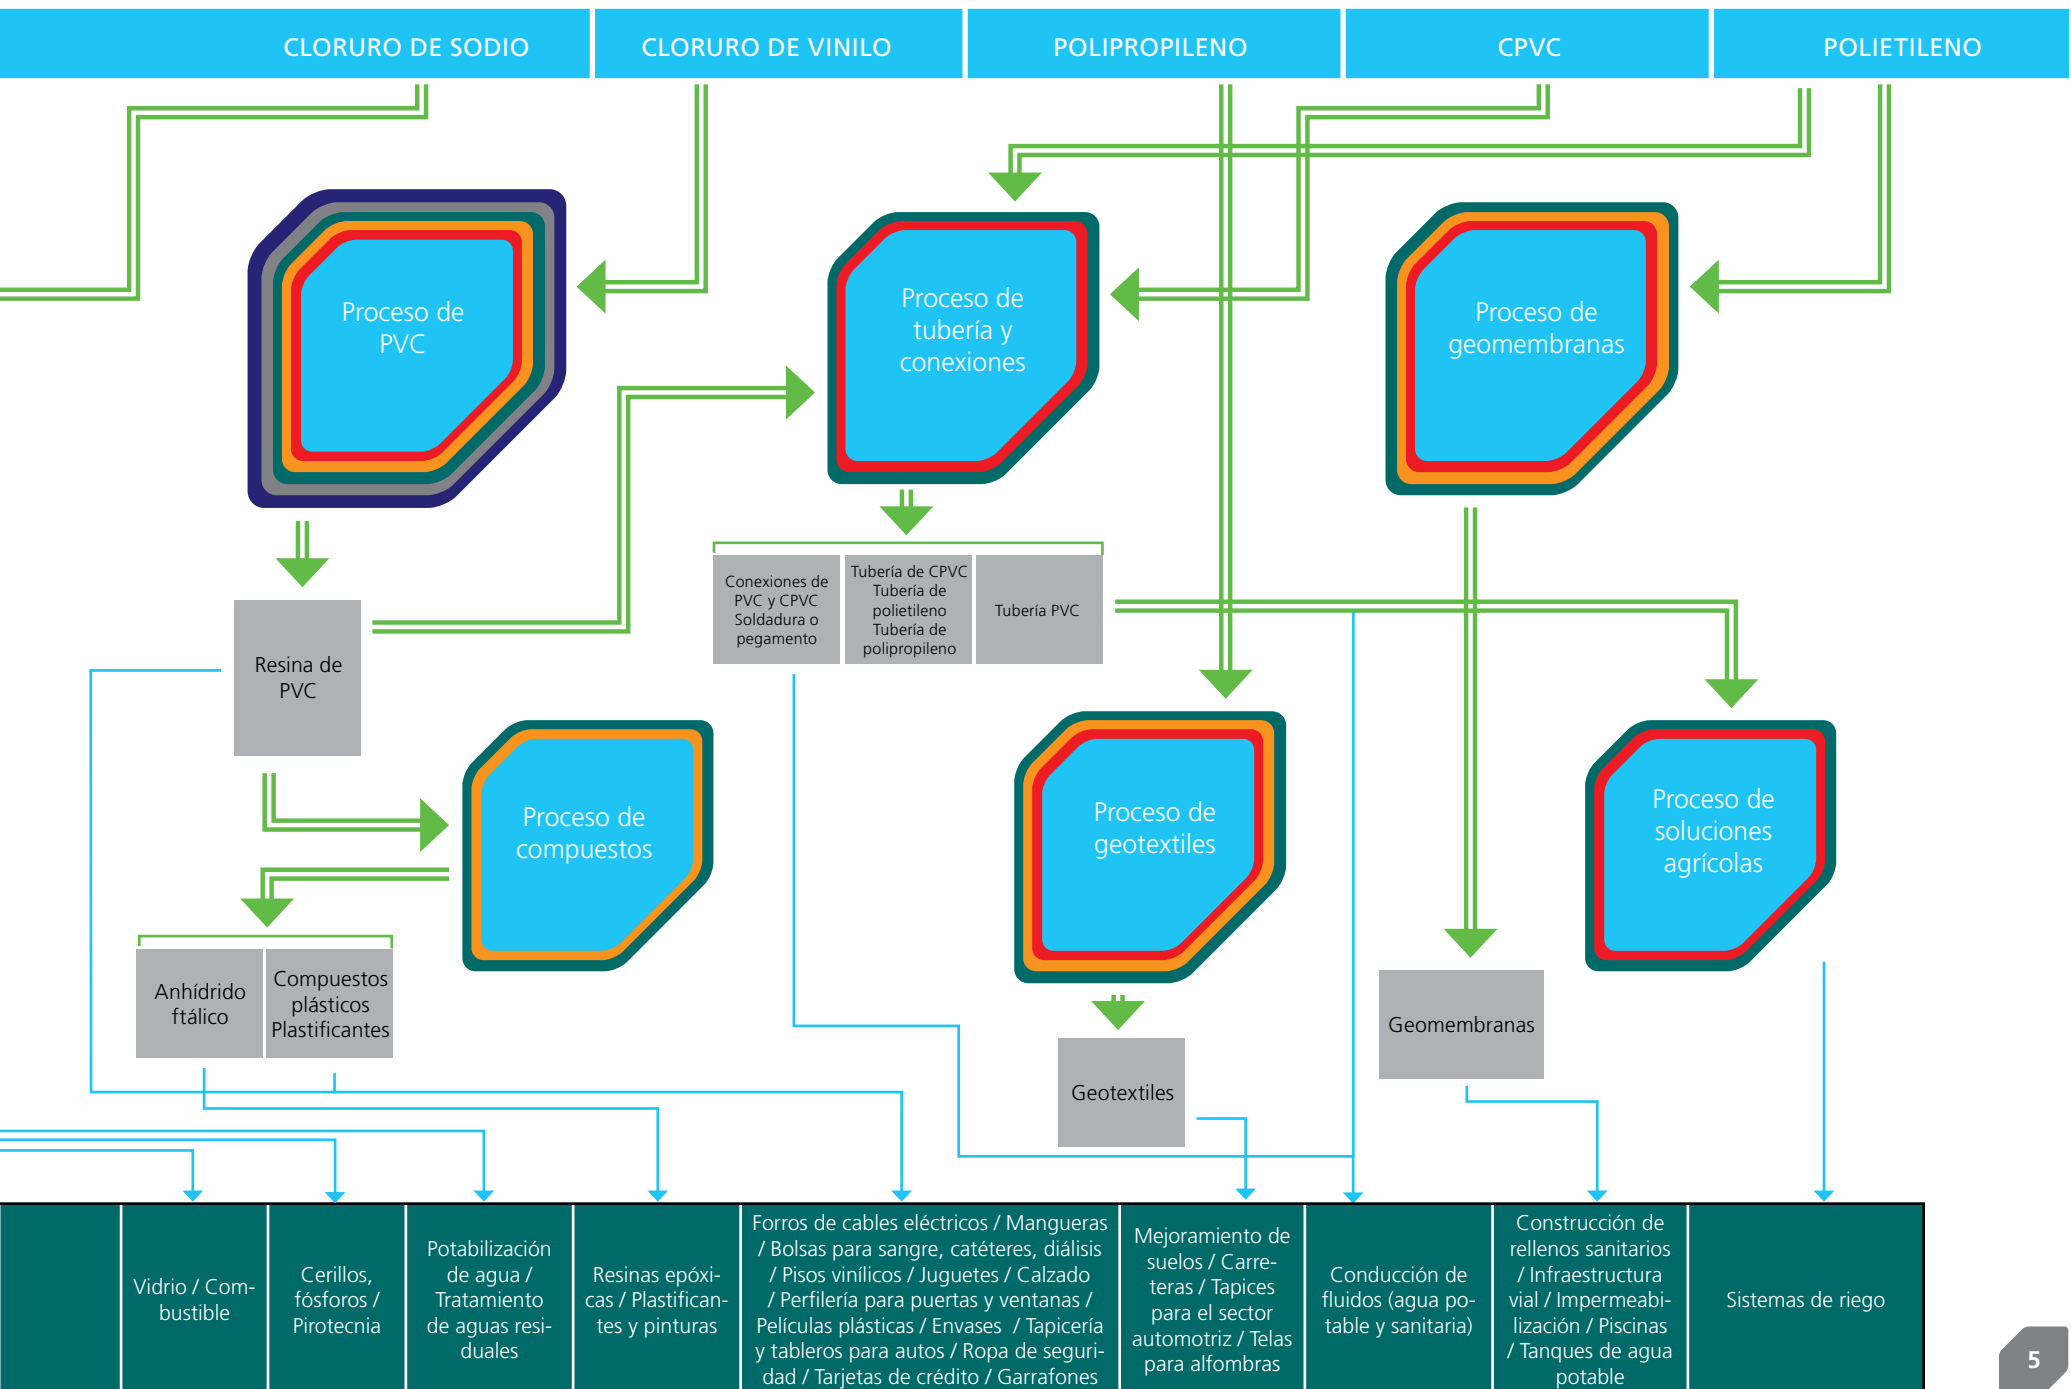 CLORURO DE SODIO
CLORURO DE VINILO
POLIPROPILENO
CPVC
POLIETILENO
Proceso de
PVC
Proceso de
tubería y
conexiones
Proceso de
geomembranas
Conexiones de
PVC y CPVC
Soldadura o
pegamento
Tubería de CPVC
Tubería de
polietileno
Tubería de
polipropileno
Tubería PVC
Resina de
PVC
Proceso de
compuestos
Proceso de
geotextiles
Proceso de
soluciones
agrícolas
Anhídrido
ftálico
Compuestos
plásticos
Plastificantes
Geomembranas
Geotextiles
Vidrio / Com-
bustible
Cerillos,
fósforos /
Pirotecnia
Potabilización
de agua /
Tratamiento
de aguas resi-
duales
Resinas epóxi-
cas / Plastifican-
tes y pinturas
Forros de cables eléctricos / Mangueras
/ Bolsas para sangre, catéteres, diálisis
/ Pisos vinílicos / Juguetes / Calzado
/ Perfilería para puertas y ventanas /
Películas plásticas / Envases / Tapicería
y tableros para autos / Ropa de seguri-
dad / Tarjetas de crédito / Garrafones
Mejoramiento de
suelos / Carre-
teras / Tapices
para el sector
automotriz / Telas
para alfombras
Conducción de
fluidos (agua po-
table y sanitaria)
Construcción de
rellenos sanitarios
/ Infraestructura
vial / Impermeabi-
lización / Piscinas
/ Tanques de agua
potable
Sistemas de riego
5